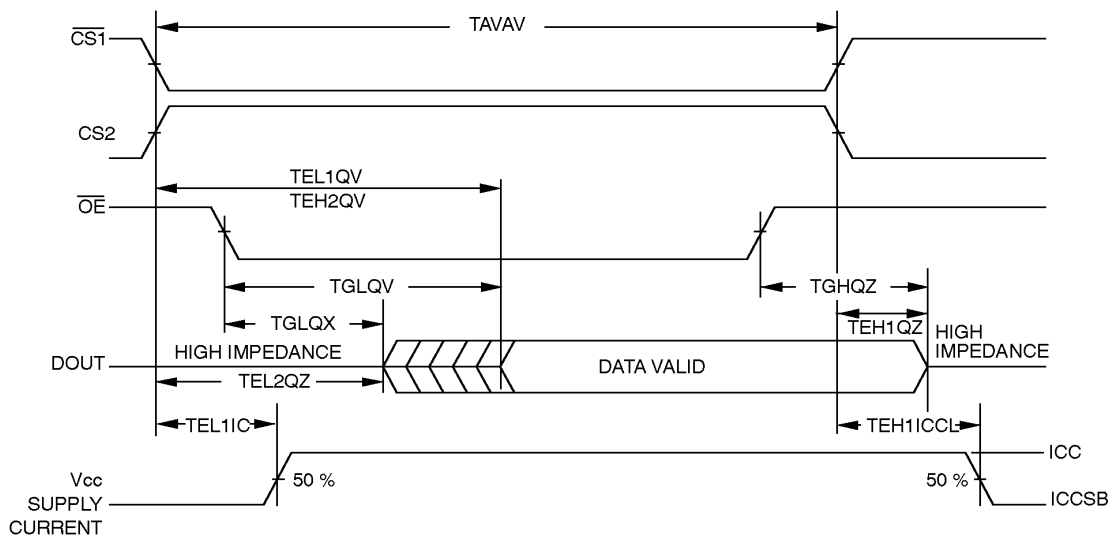 TAVAV
CS1
CS2
TEL1QV
TEH2QV
OE
TGLQV
TGHQZ
TGLQX
TEH1QZ
HIGH
IMPEDANCE
DOUT
HIGH IMPEDANCE
DATA VALID
TEL2QZ
TEL1IC
TEH1ICCL
ICC
Vcc
SUPPLY
CURRENT
50 %
50 %
ICCSB